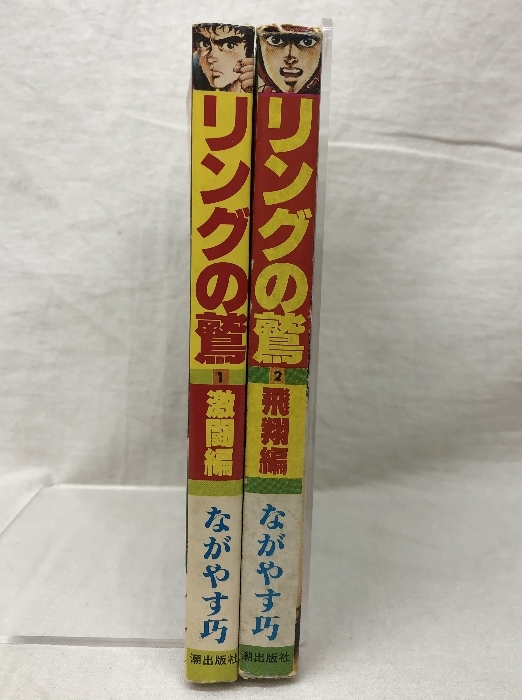 リングの鷲
1
激闘編
ながやす巧
潮出版社
リングの鷲
2
飛翔編
ながやす巧
潮出版社